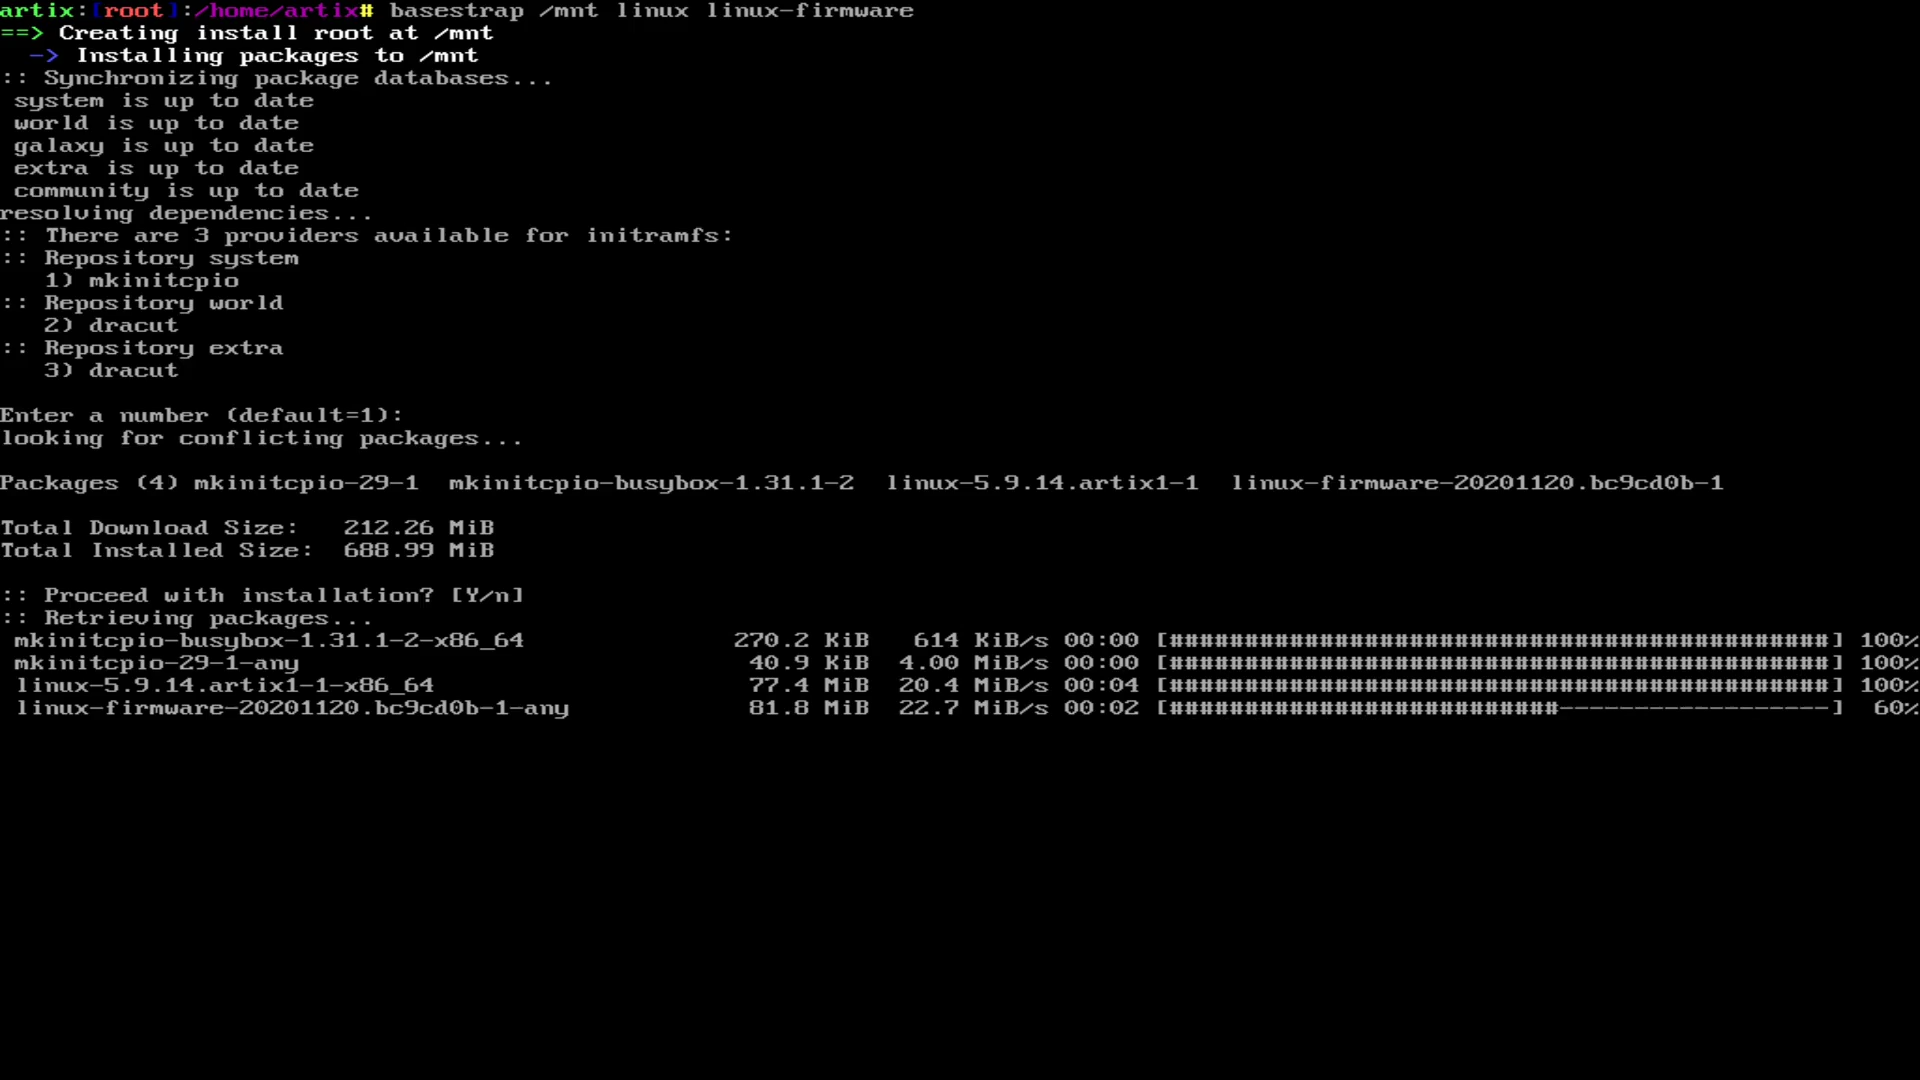 artix:[root]:/home/artix# basestrap /mnt linux linux-firmware
==> Creating install root at /mnt
  -> Installing packages to /mnt
:: Synchronizing package databases...
 system is up to date
 world is up to date
 galaxy is up to date
 extra is up to date
 community is up to date
resolving dependencies...
:: There are 3 providers available for initramfs:
:: Repository system
   1) mkinitcpio
:: Repository world
   2) dracut
:: Repository extra
   3) dracut
Enter a number (default=1):
looking for conflicting packages...
Packages (4) mkinitcpio-29-1  mkinitcpio-busybox-1.31.1-2  linux-5.9.14.artix1-1  linux-firmware-20201120.bc9cd0b-1
Total Download Size:   212.26 MiB
Total Installed Size:  688.99 MiB
:: Proceed with installation? [Y/n]
:: Retrieving packages...
 mkinitcpio-busybox-1.31.1-2-x86_64              270.2 KiB   614 KiB/s 00:00 [############################################] 100%
 mkinitcpio-29-1-any                              40.9 KiB  4.00 MiB/s 00:00 [############################################] 100%
 linux-5.9.14.artix1-1-x86_64                     77.4 MiB  20.4 MiB/s 00:04 [############################################] 100%
 linux-firmware-20201120.bc9cd0b-1-any            81.8 MiB  22.7 MiB/s 00:02 [##########################------------------]  60%